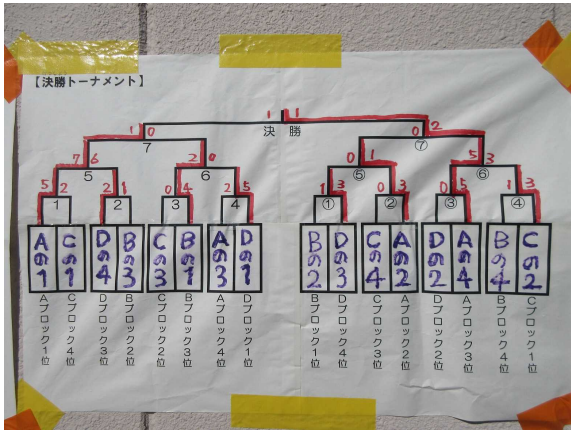 【決勝トーナメント】
1 1
決 勝
1 0 0 2
7 ⑦
7 6 2 0 0 1 5 3
5 6 ⑤ ⑥
5 2 2 1 0 4 2 5 1 3 0 3 0 5 1 3
1 2 3 4 ① ② ③ ④
Aの1 Cの1 Dの4 Bの3 Cの3 Bの1 Aの3 Dの1 Bの2 Dの3 Cの4 Aの2 Dの2 Aの4 Bの4 Cの2
Aブロック1位 Cブロック4位 Dブロック3位 Bブロック2位 Cブロック2位 Bブロック3位 Aブロック4位 Dブロック1位 Bブロック1位 Dブロック4位 Cブロック3位 Aブロック2位 Dブロック2位 Aブロック3位 Bブロック4位 Cブロック1位